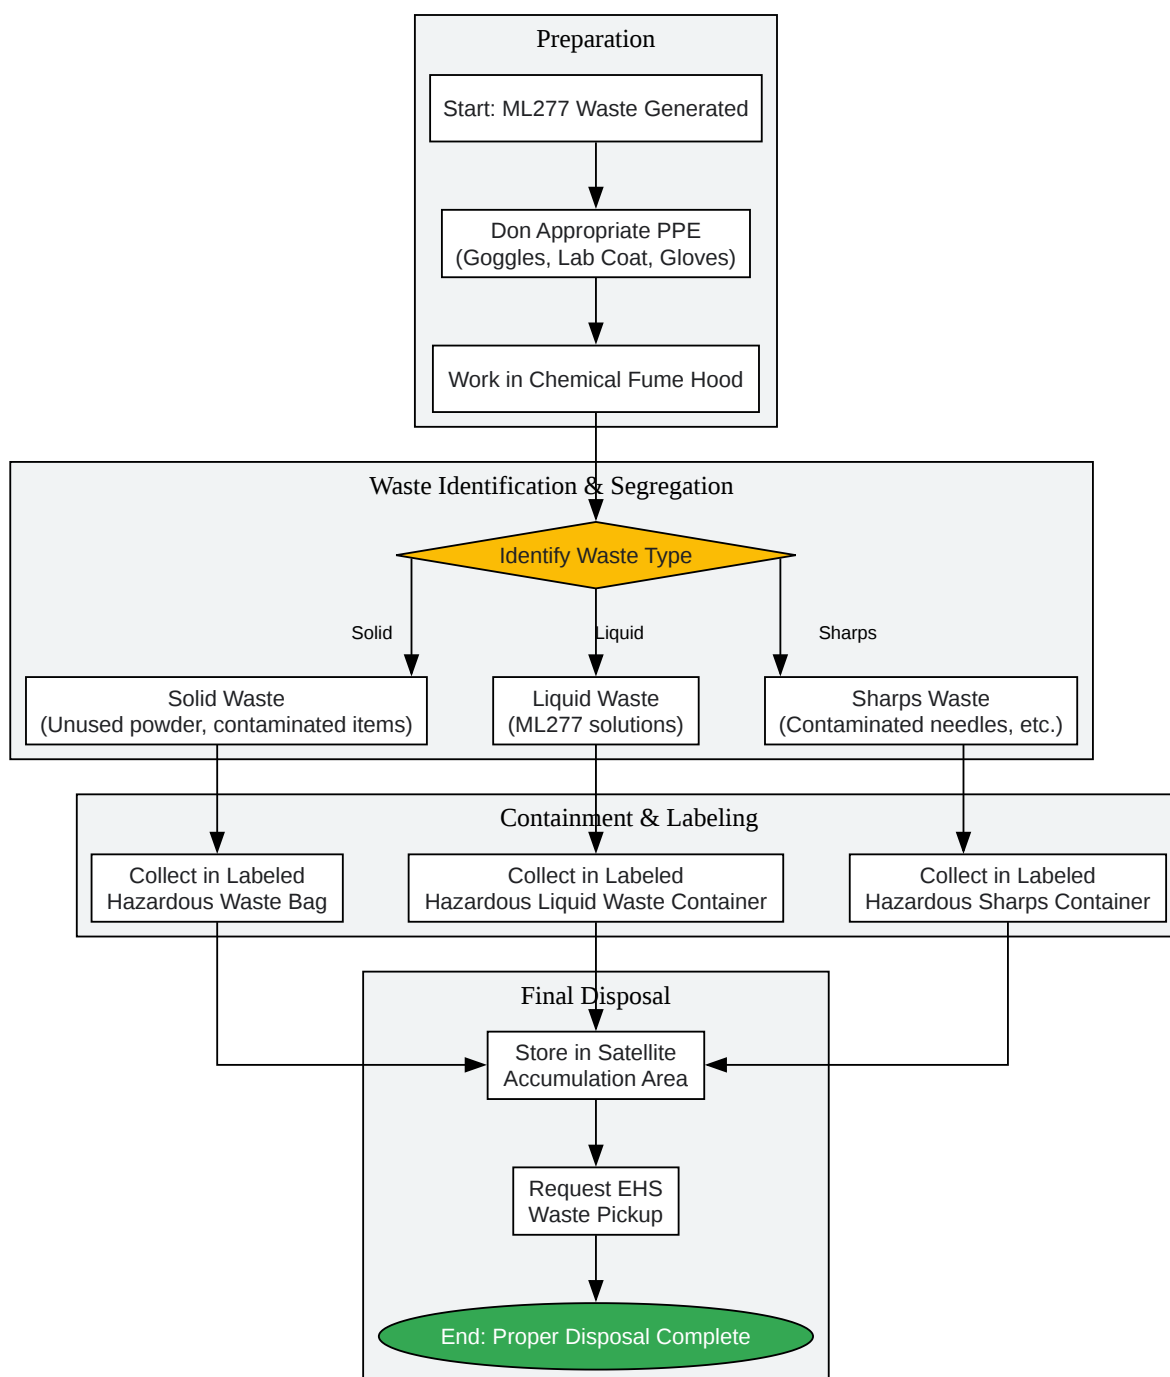 Preparation
Start: ML277 Waste Generated
Don Appropriate PPE
(Goggles, Lab Coat, Gloves)
Work in Chemical Fume Hood
Waste Identification & Segregation
Identify Waste Type
Solid
Liquid
Sharps
Solid Waste
(Unused powder, contaminated items)
Liquid Waste
(ML277 solutions)
Sharps Waste
(Contaminated needles, etc.)
Containment & Labeling
Collect in Labeled
Hazardous Waste Bag
Collect in Labeled
Hazardous Liquid Waste Container
Collect in Labeled
Hazardous Sharps Container
Final Disposal
Store in Satellite
Accumulation Area
Request EHS
Waste Pickup
End: Proper Disposal Complete